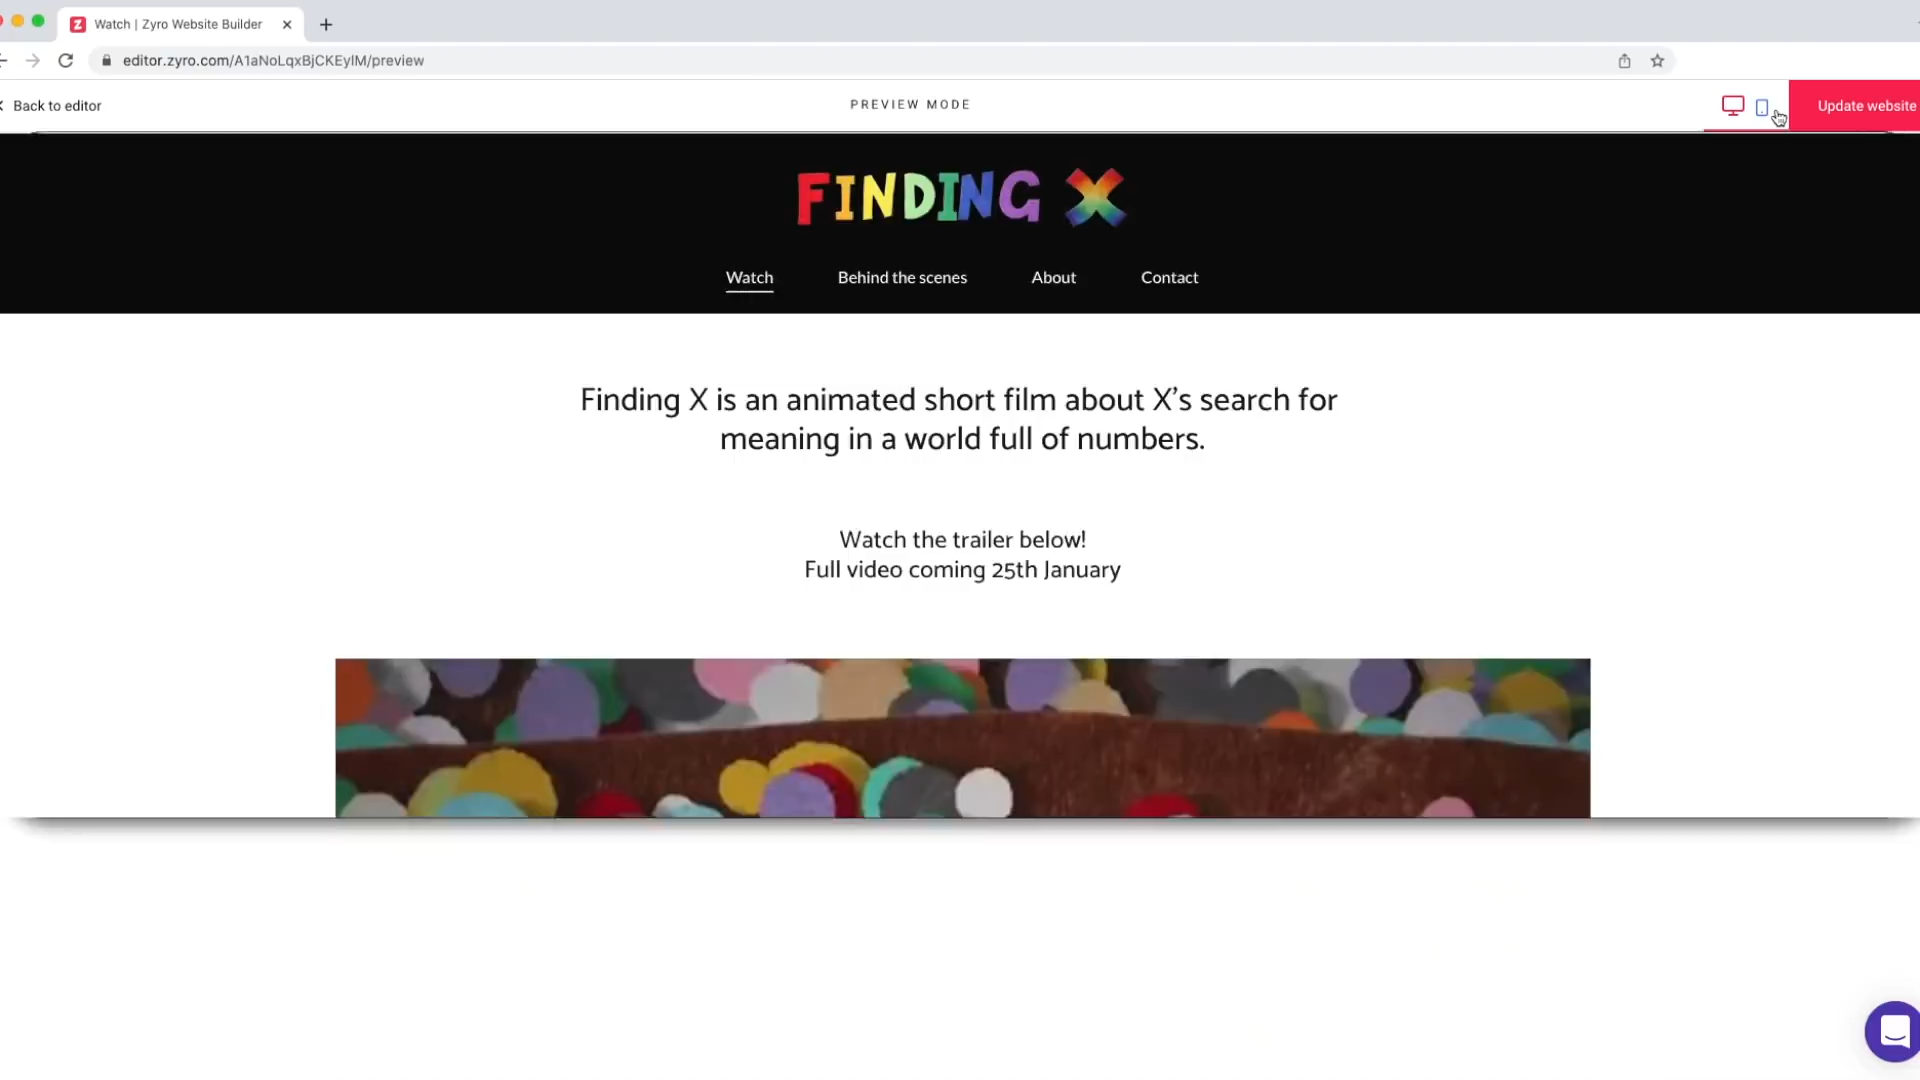 Watch | Zyro Website Builder
editor.zyro.com/A1aNoLqxBjCKEylM/preview
Back to editor
PREVIEW MODE
Update website
FINDING X
Watch
Behind the scenes
About
Contact
Finding X is an animated short film about X's search for
meaning in a world full of numbers.
Watch the trailer below!
Full video coming 25th January